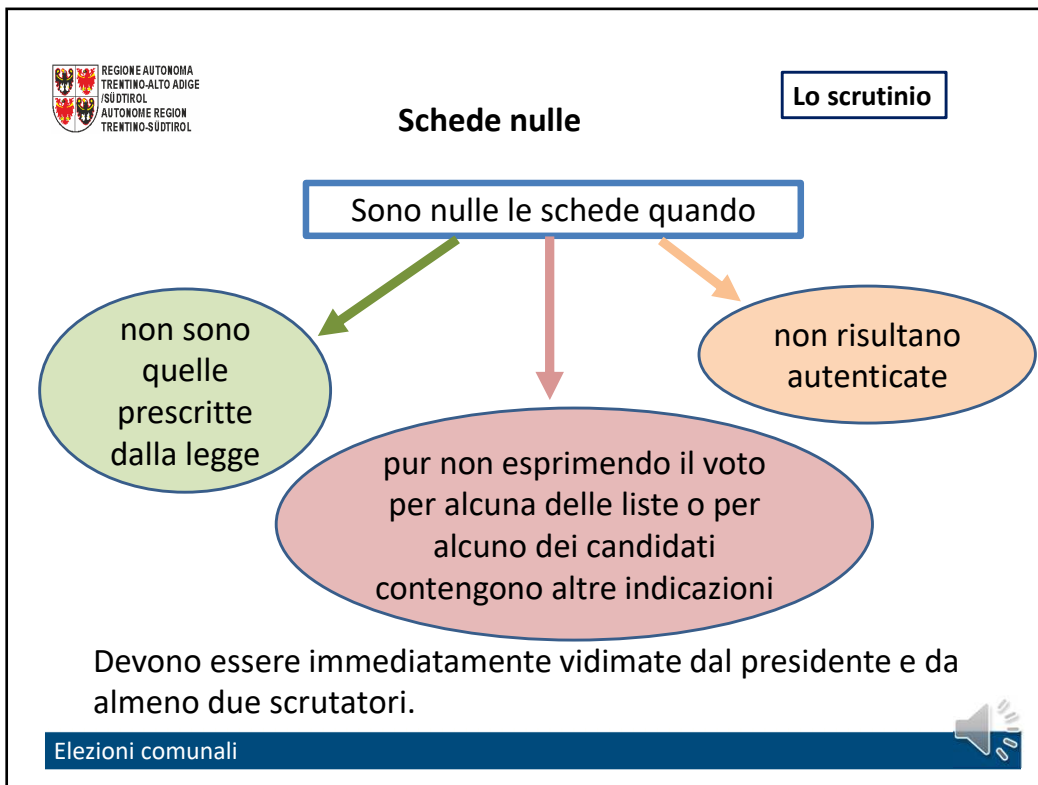 REGIONE AUTONOMA
TRENTINO-ALTO ADIGE
/SÜDTIROL
AUTONOME REGION
TRENTINO-SÜDTIROL
Lo scrutinio
Schede nulle
Sono nulle le schede quando
non sono
quelle
prescritte
dalla legge
pur non esprimendo il voto
per alcuna delle liste o per
alcuno dei candidati
contengono altre indicazioni
non risultano
autenticate
Devono essere immediatamente vidimate dal presidente e da
almeno due scrutatori.
Elezioni comunali